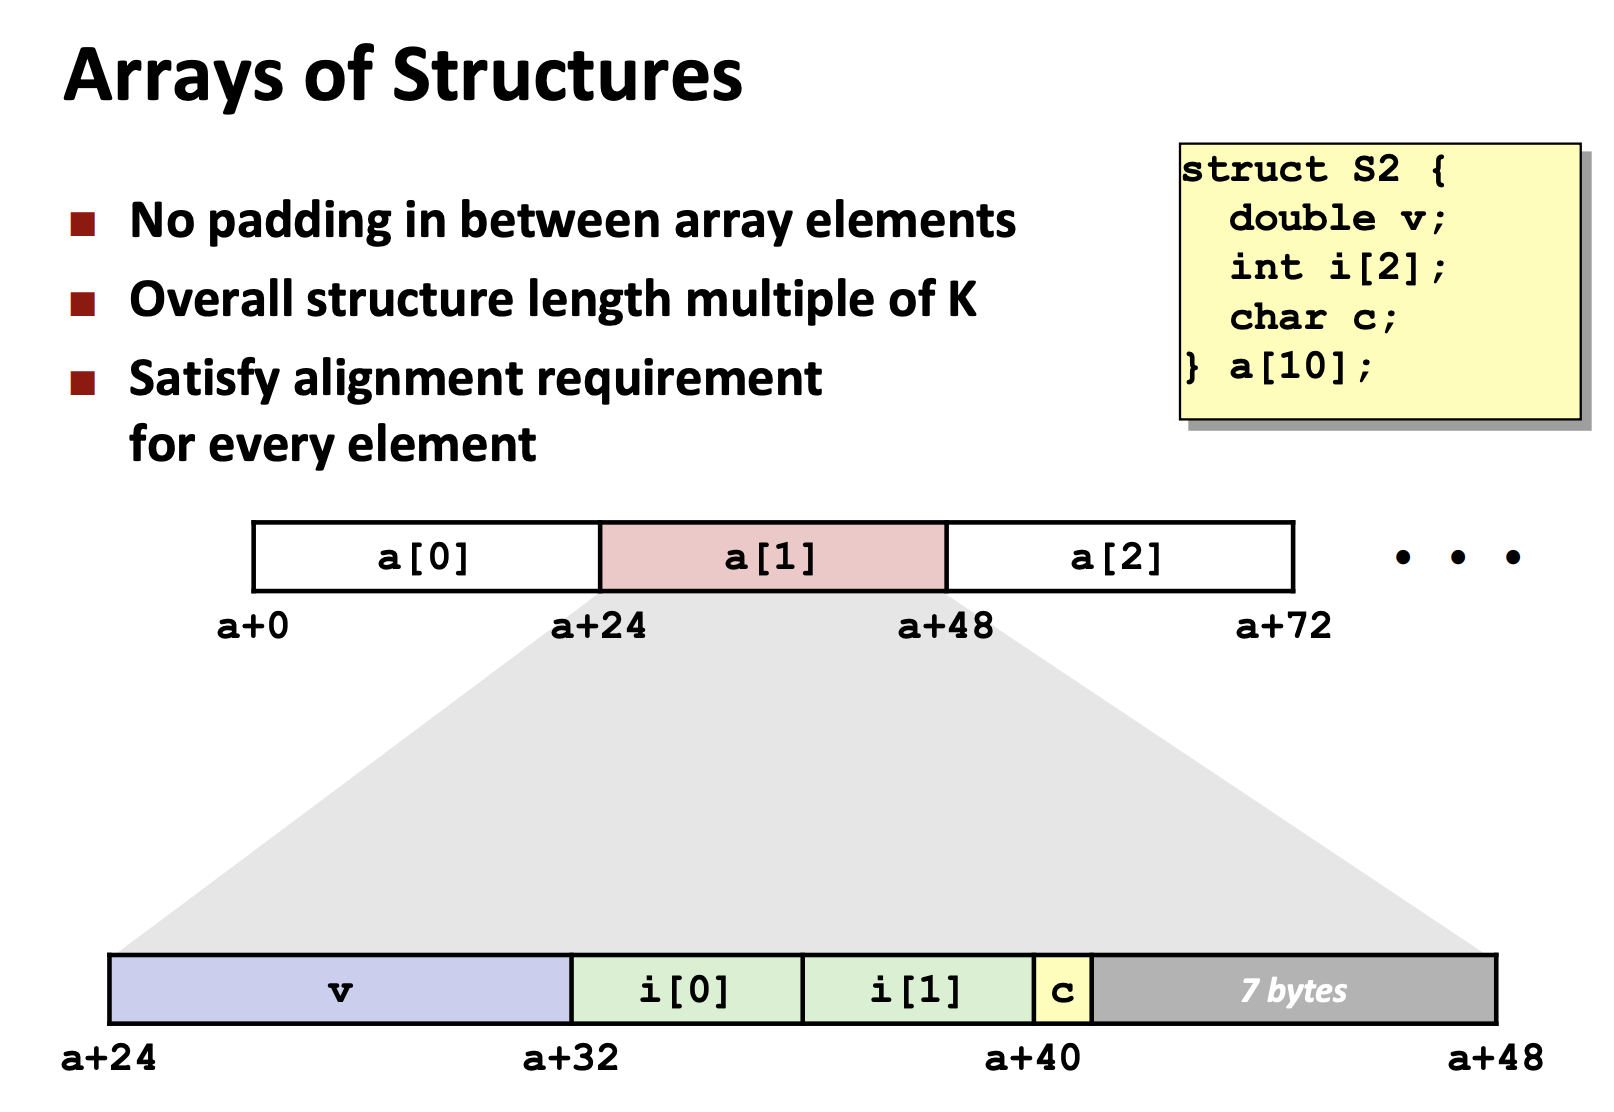 Arrays of Structures
No padding in between array elements
Overall structure length multiple of K
Satisfy alignment requirement
for every element
struct S2 {
  double v;
  int i[2];
  char c;
} a[10];
a[0] a[1] a[2] • • •
a+0 a+24 a+48 a+72
v i[0] i[1] c 7 bytes
a+24 a+32 a+40 a+48